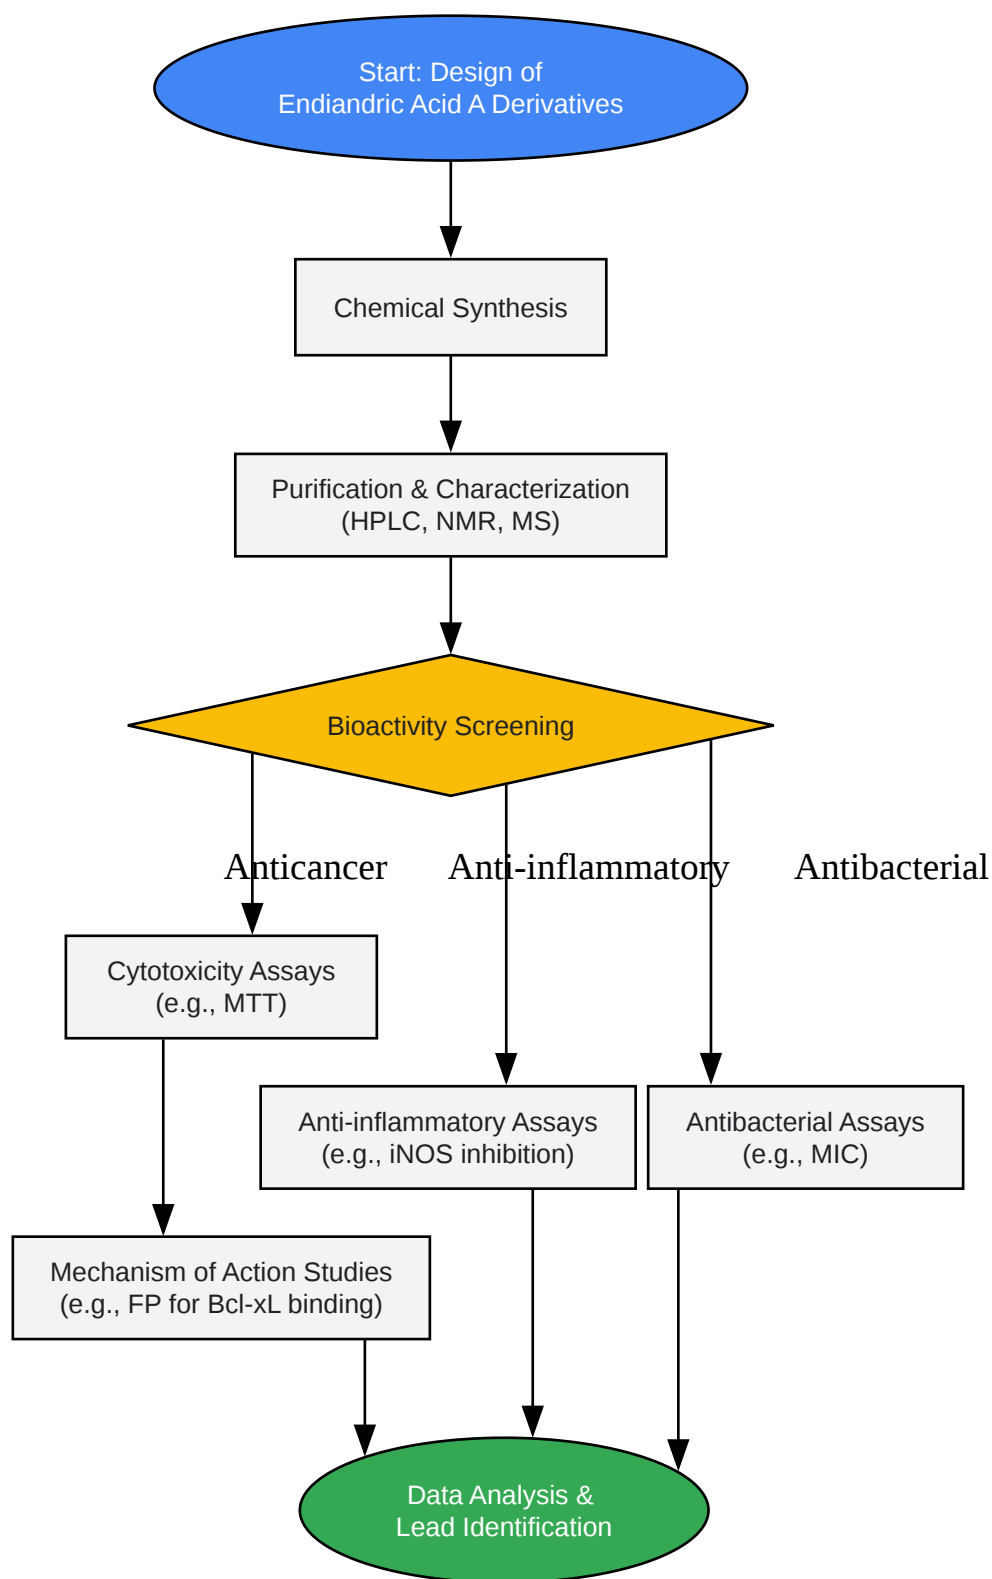 Start: Design of
Endiandric Acid A Derivatives
Chemical Synthesis
Purification & Characterization
(HPLC, NMR, MS)
Bioactivity Screening
Anticancer
Anti-inflammatory
Antibacterial
Cytotoxicity Assays
(e.g., MTT)
Anti-inflammatory Assays
(e.g., iNOS inhibition)
Antibacterial Assays
(e.g., MIC)
Mechanism of Action Studies
(e.g., FP for Bcl-xL binding)
Data Analysis &
Lead Identification